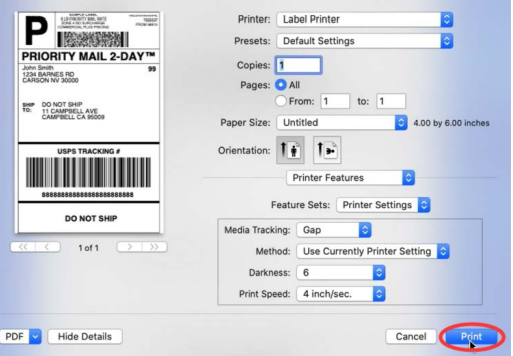 SAMPLE LABEL
P
PRIORITY MAIL 2-DAY™
John Smith
1234 BARNES RD
CARSON NV 30000
99
SHIP TO:
DO NOT SHIP
11 CAMPBELL AVE
CAMPBELL CA 95009
USPS TRACKING #
DO NOT SHIP
1 of 1
Printer: Label Printer
Presets: Default Settings
Copies: 1
Pages: All
From: 1 to: 1
Paper Size: Untitled 4.00 by 6.00 inches
Orientation:
Printer Features
Feature Sets: Printer Settings
Media Tracking: Gap
Method: Use Currently Printer Setting
Darkness: 6
Print Speed: 4 inch/sec.
PDF
Hide Details
Cancel
Print